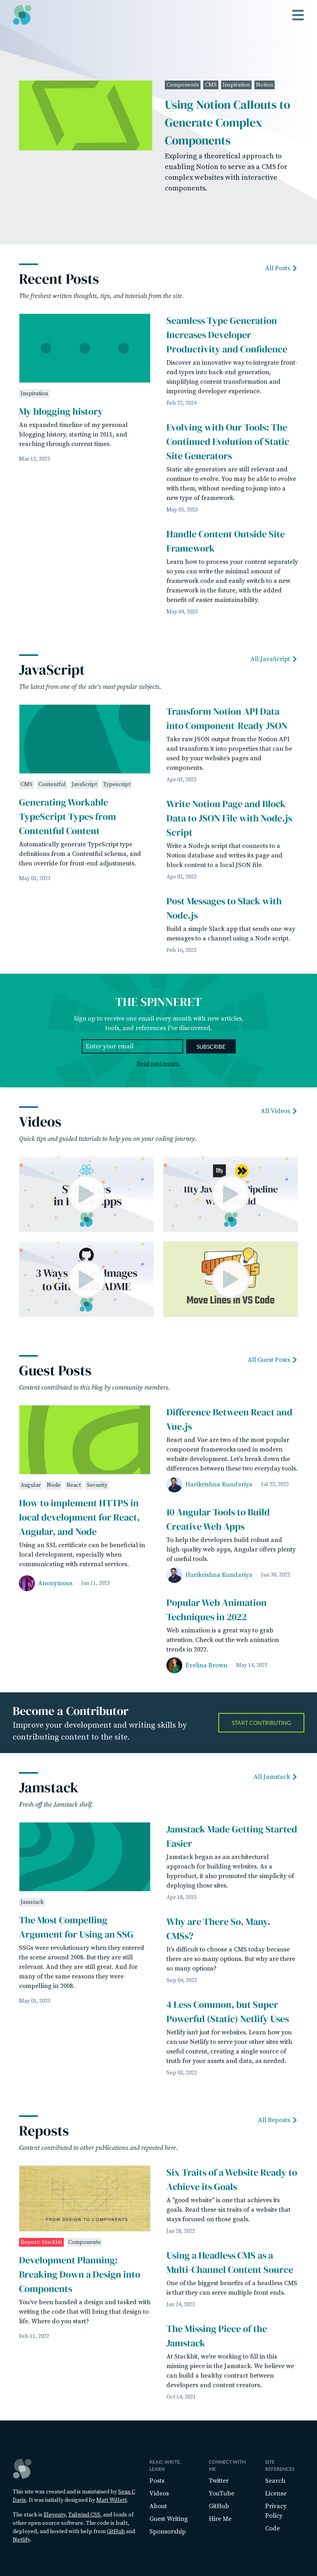 Components CMS Inspiration Notion
Using Notion Callouts to
Generate Complex
Components
Exploring a theoretical approach to
enabling Notion to serve as a CMS for
complex websites with interactive
components.
All Posts
Recent Posts
The freshest written thoughts, tips, and tutorials from the site.
Inspiration
My blogging history
An expanded timeline of my personal
blogging history, starting in 2011, and
reaching through current times.
Mar 13, 2025
Seamless Type Generation
Increases Developer
Productivity and Confidence
Discover an innovative way to integrate front-
end types into back-end generation,
simplifying content transformation and
improving developer experience.
Feb 22, 2024
Evolving with Our Tools: The
Continued Evolution of Static
Site Generators
Static site generators are still relevant and
continue to evolve. You may be able to evolve
with them, without needing to jump into a
new type of framework.
May 05, 2023
Handle Content Outside Site
Framework
Learn how to process your content separately
so you can write the minimal amount of
framework code and easily switch to a new
framework in the future, with the added
benefit of easier maintainability.
May 04, 2023
All JavaScript
JavaScript
The latest from one of the site's most popular subjects.
CMS Contentful JavaScript Typescript
Generating Workable
TypeScript Types from
Contentful Content
Automatically generate TypeScript type
definitions from a Contentful schema, and
then override for front-end adjustments.
May 03, 2023
Transform Notion API Data
into Component-Ready JSON
Take raw JSON output from the Notion API
and transform it into properties that can be
used by your website's pages and
components.
Apr 03, 2023
Write Notion Page and Block
Data to JSON File with Node.js
Script
Write a Node.js script that connects to a
Notion database and writes its page and
block content to a local JSON file.
Apr 02, 2023
Post Messages to Slack with
Node.js
Build a simple Slack app that sends one-way
messages to a channel using a Node script.
Feb 16, 2023
THE SPINNERET
Sign up to receive one email every month with new articles,
tools, and references I've discovered.
Enter your email
SUBSCRIBE
Read past issues.
All Videos
Videos
Quick tips and guided tutorials to help you on your coding journey.
11ty
3 Ways
Images
QUICK
Move Lines in VS Code
All Guest Posts
Guest Posts
Content contributed to this blog by community members.
Angular Node React Security
How to implement HTTPS in
local development for React,
Angular, and Node
Using an SSL certificate can be beneficial in
local development, especially when
communicating with external services.
Anonymous · Jan 11, 2023
Difference Between React and
Vue.js
React and Vue are two of the most popular
component frameworks used in modern
website development. Let's break down the
differences between these two everyday tools.
Harikrishna Kundariya · Jul 22, 2022
10 Angular Tools to Build
Creative Web Apps
To help the developers build robust and
high-quality web apps, Angular offers plenty
of useful tools.
Harikrishna Kundariya · Jun 30, 2022
Popular Web Animation
Techniques in 2022
Web animation is a great way to grab
attention. Check out the web animation
trends in 2022.
Evelina Brown · May 14, 2022
Become a Contributor
Improve your development and writing skills by
contributing content to the site.
START CONTRIBUTING
All Jamstack
Jamstack
Fresh off the Jamstack shelf.
Jamstack
The Most Compelling
Argument for Using an SSG
SSGs were revolutionary when they entered
the scene around 2008. But they are still
relevant. And they are still great. And for
many of the same reasons they were
compelling in 2008.
May 01, 2023
Jamstack Made Getting Started
Easier
Jamstack began as an architectural
approach for building websites. As a
byproduct, it also promoted the simplicity of
deploying those sites.
Apr 18, 2023
Why are There So. Many.
CMSs?
It's difficult to choose a CMS today because
there are so many options. But why are there
so many options?
Sep 04, 2022
4 Less-Common, but Super
Powerful (Static) Netlify Uses
Netlify isn't just for websites. Learn how you
can use Netlify to serve your other sites with
useful content, creating a single source of
truth for your assets and data, as needed.
Sep 03, 2022
All Reposts
Reposts
Content contributed to other publications and reposted here.
FROM DESIGN TO COMPONENTS
Report: Stackbit Components
Development Planning:
Breaking Down a Design into
Components
You've been handed a design and tasked with
writing the code that will bring that design to
life. Where do you start?
Feb 11, 2022
Six Traits of a Website Ready to
Achieve its Goals
A "good website" is one that achieves its
goals. Read these six traits of a website that
stays focused on those goals.
Jan 28, 2022
Using a Headless CMS as a
Multi-Channel Content Source
One of the biggest benefits of a headless CMS
is that they can serve multiple front ends.
Jan 24, 2022
The Missing Piece of the
Jamstack
At Stackbit, we're working to fill in this
missing piece in the Jamstack. We believe we
can build a healthy contract between
developers and content creators.
Oct 14, 2021
This site was created and is maintained by Sean C
Davis. It was initially designed by Matt Willett.
The stack is Eleventy, Tailwind CSS, and loads of
other open-source software. The code is built,
deployed, and hosted with help from GitHub and
Netlify.
READ, WRITE,
LEARN
Posts
Videos
About
Guest Writing
Sponsorship
CONNECT WITH
ME
Twitter
YouTube
GitHub
Hire Me
SITE
REFERENCES
Search
License
Privacy
Policy
Code